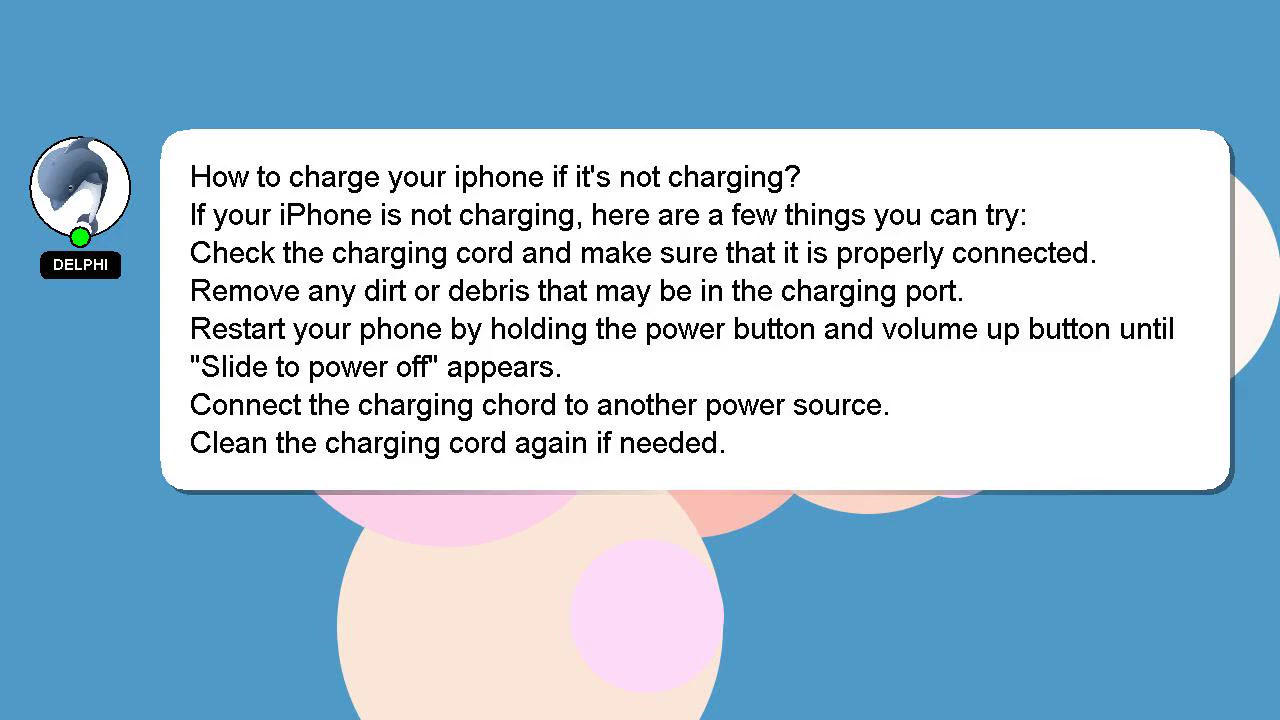 How to charge your iphone if it's not charging?
If your iPhone is not charging, here are a few things you can try:
Check the charging cord and make sure that it is properly connected.
Remove any dirt or debris that may be in the charging port.
Restart your phone by holding the power button and volume up button until
"Slide to power off" appears.
Connect the charging chord to another power source.
Clean the charging cord again if needed.
DELPHI